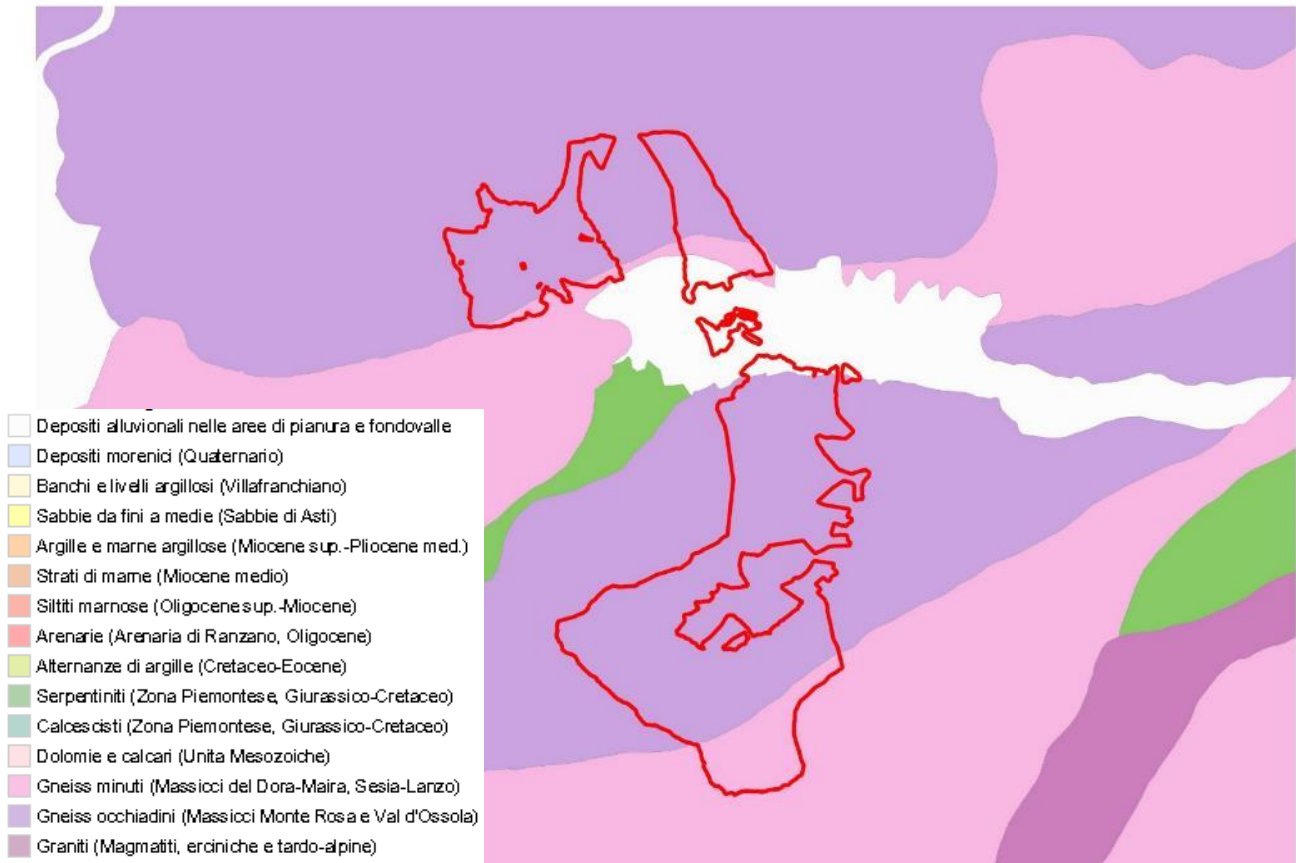 Depositi alluvionali nelle aree di pianura e fondovalle
Depositi morenici (Quaternario)
Banchi e livelli argillosi (Villafranchiano)
Sabbie da fini a medie (Sabbie di Asti)
Argille e marne argillose (Miocene sup.-Pliocene med.)
Strati di marne (Miocene medio)
Siltiti marnose (Oligocene sup.-Miocene)
Arenarie (Arenaria di Ranzano, Oligocene)
Alternanze di argille (Cretaceo-Eocene)
Serpentiniti (Zona Piemontese, Giurassico-Cretaceo)
Calcescisti (Zona Piemontese, Giurassico-Cretaceo)
Dolomie e calcari (Unita Mesozoiche)
Gneiss minuti (Massicci del Dora-Maira, Sesia-Lanzo)
Gneiss occhiadini (Massicci Monte Rosa e Val d'Ossola)
Graniti (Magmatiti, erciniche e tardo-alpine)